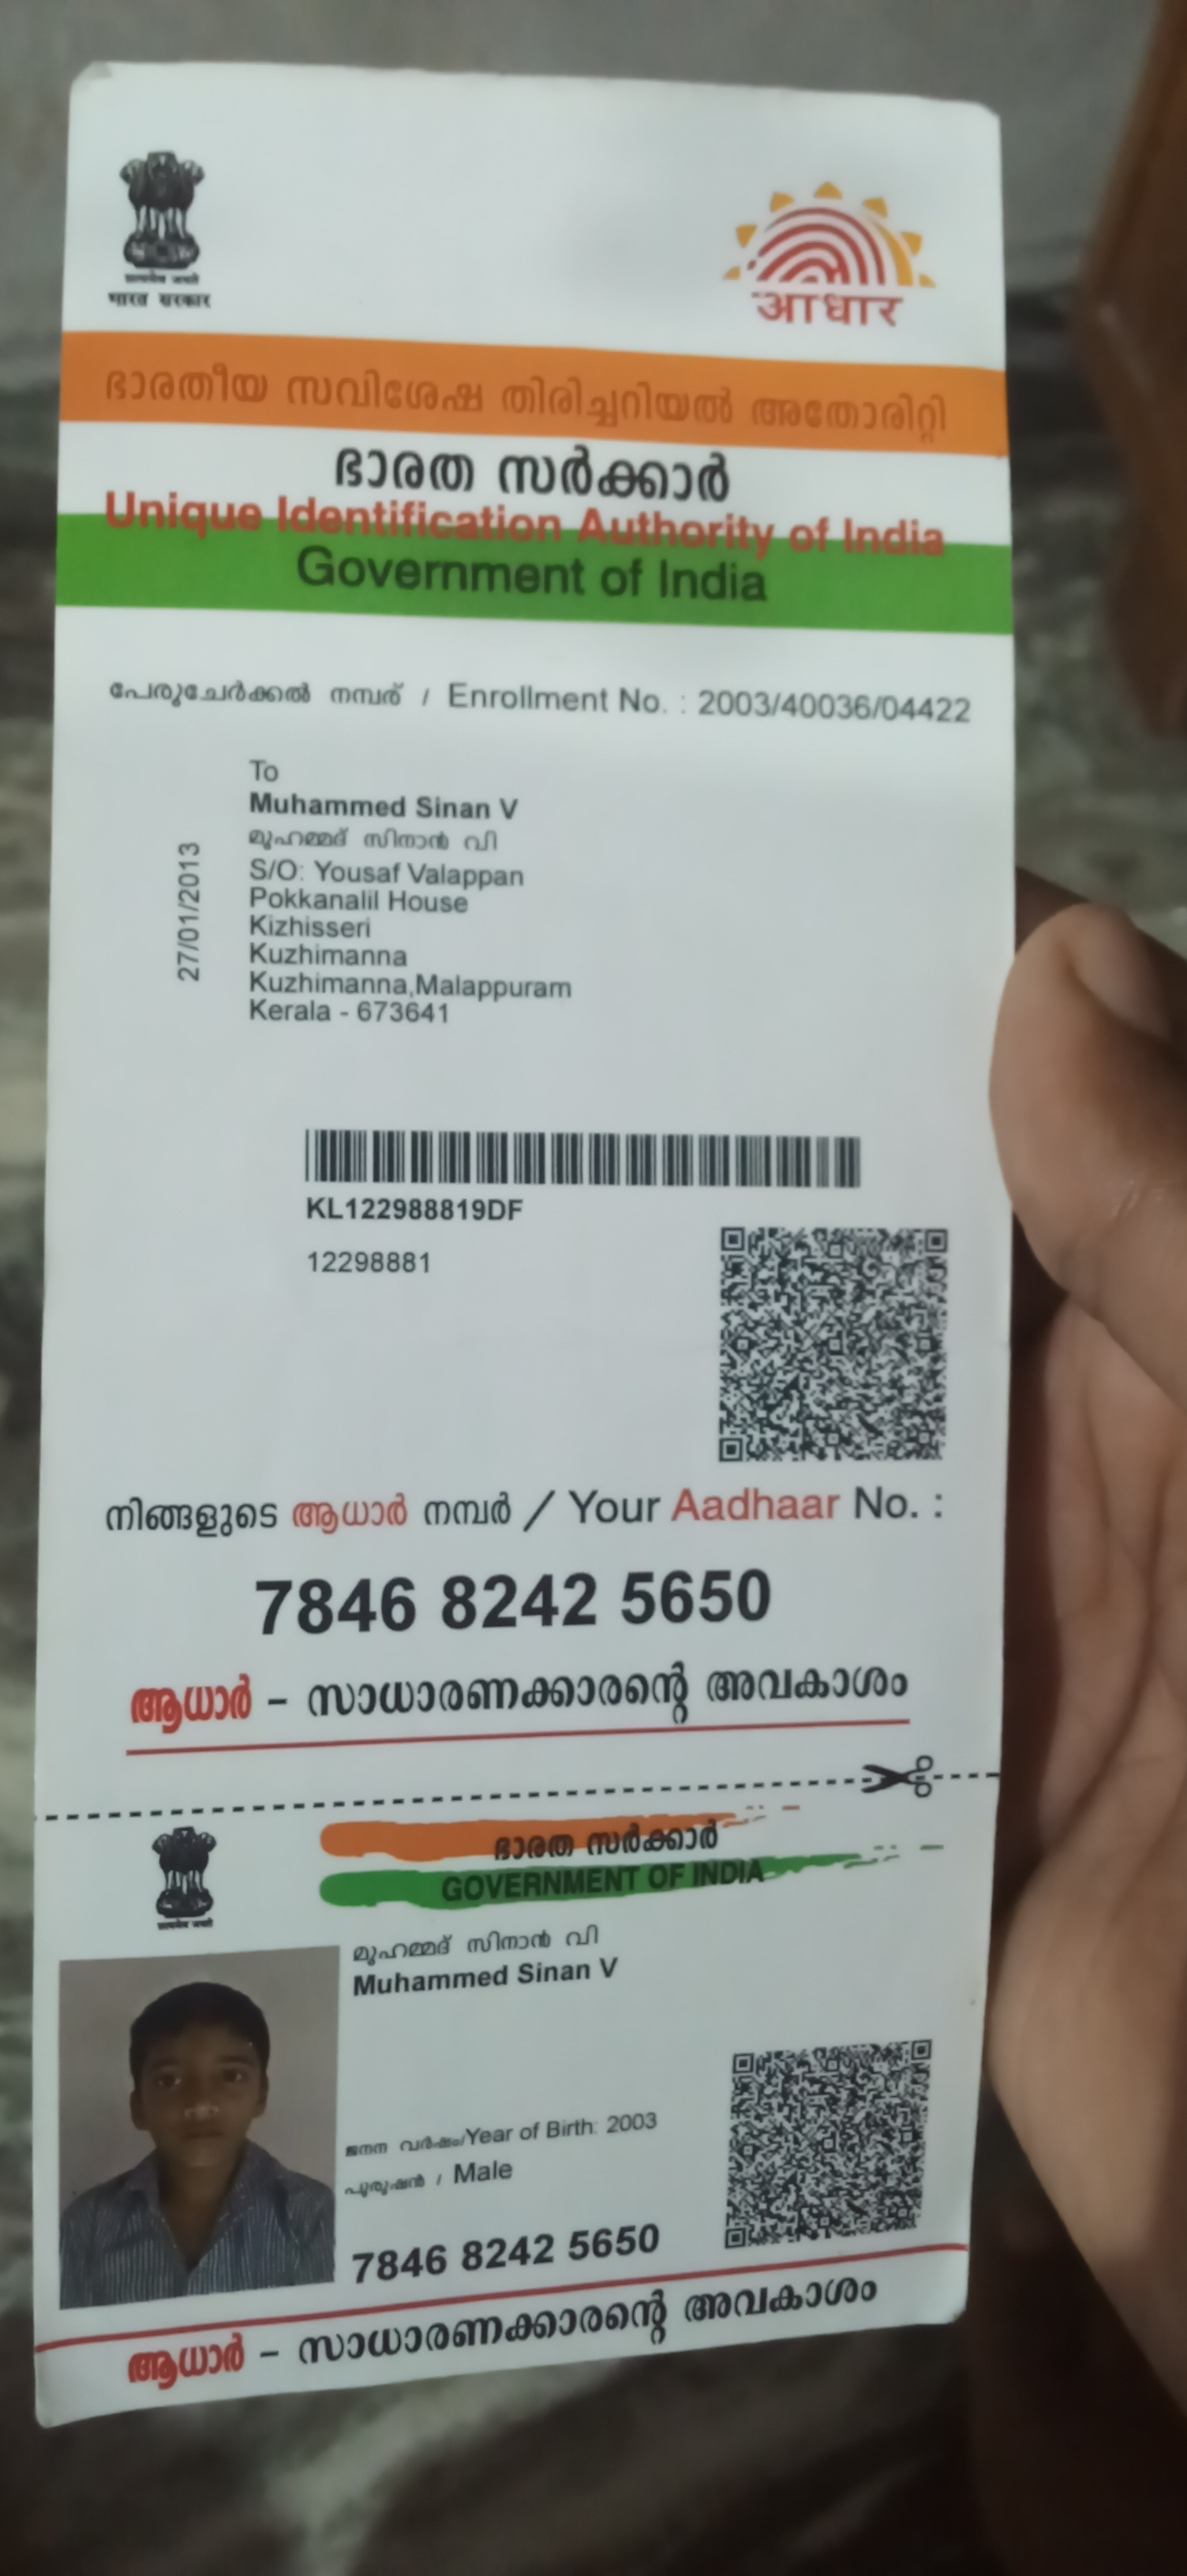 सत्यमेव जयते
भारत सरकार
आधार
ഭാരതീയ സവിശേഷ തിരിച്ചറിയൽ അതോരിറ്റി
ഭാരത സർക്കാർ
Unique Identification Authority of India
Government of India
പേരുചേർക്കൽ നമ്പര് / Enrollment No. : 2003/40036/04422
To
Muhammed Sinan V
മുഹമ്മദ് സിനാൻ വി
S/O: Yousaf Valappan
Pokkanalil House
Kizhisseri
Kuzhimanna
Kuzhimanna,Malappuram
Kerala - 673641
27/01/2013
KL122988819DF
12298881
നിങ്ങളുടെ ആധാർ നമ്പർ / Your Aadhaar No. :
7846 8242 5650
ആധാർ – സാധാരണക്കാരന്റെ അവകാശം
ഭാരത സർക്കാർ
GOVERNMENT OF INDIA
सत्यमेव जयते
മുഹമ്മദ് സിനാൻ വി
Muhammed Sinan V
ജനന വർഷം/Year of Birth: 2003
പുരുഷൻ / Male
7846 8242 5650
ആധാർ – സാധാരണക്കാരന്റെ അവകാശം